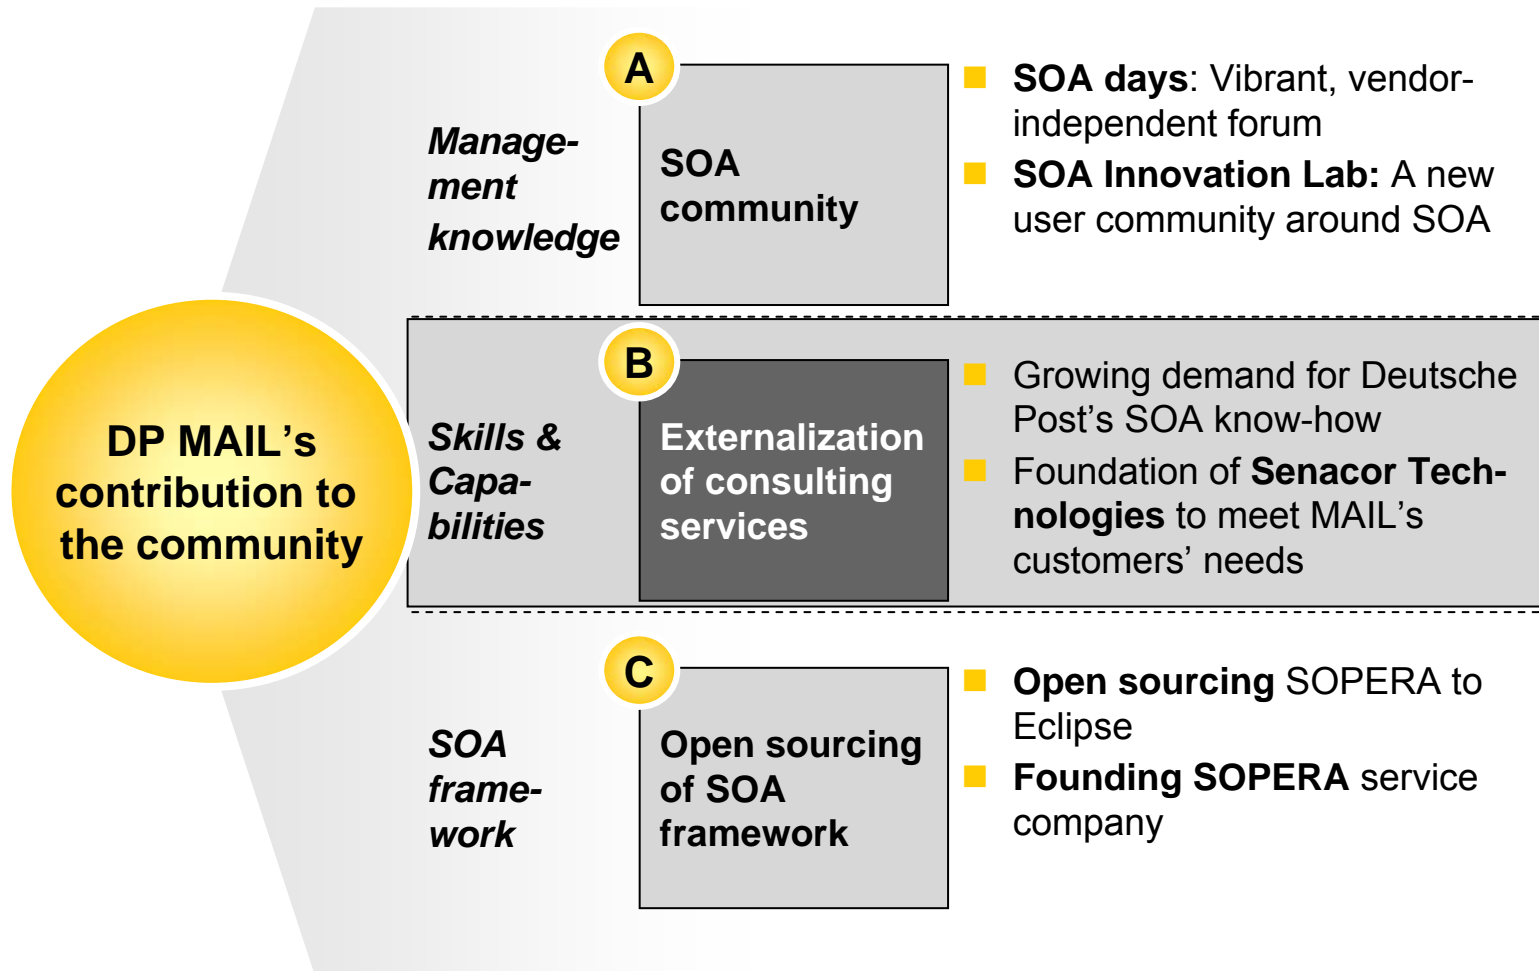 DP MAIL’s
contribution to
the community
A
Manage-
ment
knowledge
SOA
community
SOA days: Vibrant, vendor-
independent forum
SOA Innovation Lab: A new
user community around SOA
B
Skills &
Capa-
bilities
Externalization
of consulting
services
Growing demand for Deutsche
Post’s SOA know-how
Foundation of Senacor Tech-
nologies to meet MAIL’s
customers’ needs
C
SOA
frame-
work
Open sourcing
of SOA
framework
Open sourcing SOPERA to
Eclipse
Founding SOPERA service
company